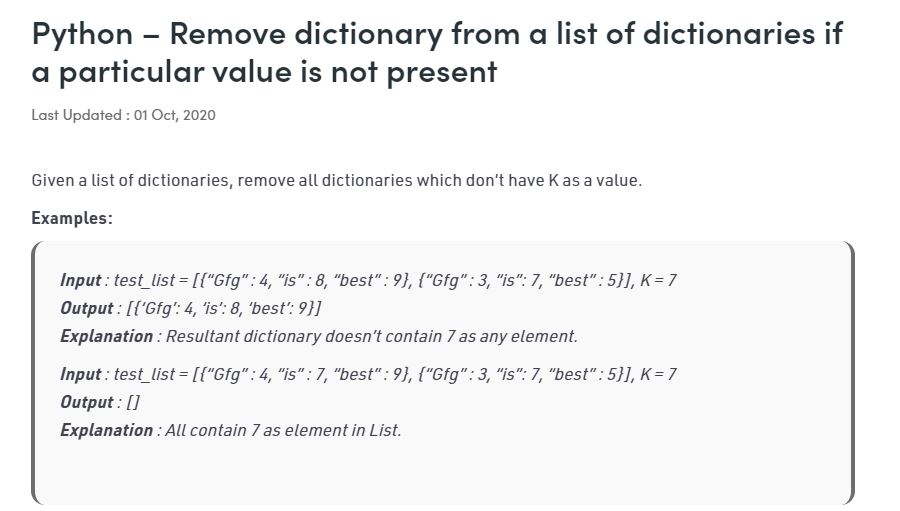 Python – Remove dictionary from a list of dictionaries if
a particular value is not present
Last Updated : 01 Oct, 2020
Given a list of dictionaries, remove all dictionaries which don’t have K as a value.
Examples:
Input : test_list = [{“Gfg” : 4, “is” : 8, “best” : 9}, {“Gfg” : 3, “is”: 7, “best” : 5}], K = 7
Output : [{‘Gfg’: 4, ‘is’: 8, ‘best’: 9}]
Explanation : Resultant dictionary doesn’t contain 7 as any element.
Input : test_list = [{“Gfg” : 4, “is” : 7, “best” : 9}, {“Gfg” : 3, “is”: 7, “best” : 5}], K = 7
Output : []
Explanation : All contain 7 as element in List.